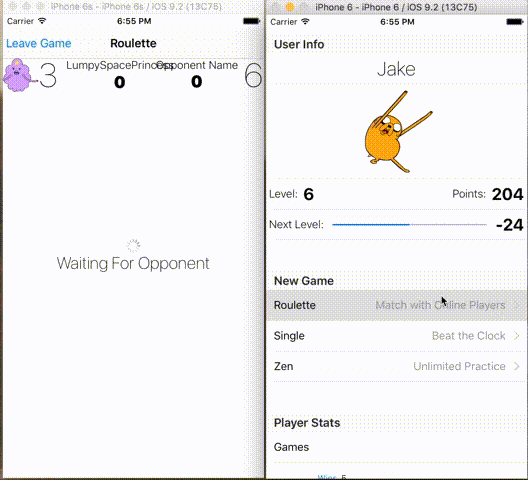 iPhone 6s - iPhone 6s / iOS 9.2 (13C75)
Carrier 6:55 PM
Leave Game Roulette
LumpySpacePrincess Opponent Name
3 0 0 6
Waiting For Opponent
iPhone 6 - iPhone 6 / iOS 9.2 (13C75)
Carrier 6:55 PM
User Info
Jake
Level: 6 Points: 204
Next Level: -24
New Game
Roulette Match with Online Players
Single Beat the Clock
Zen Unlimited Practice
Player Stats
Games
Wins 5